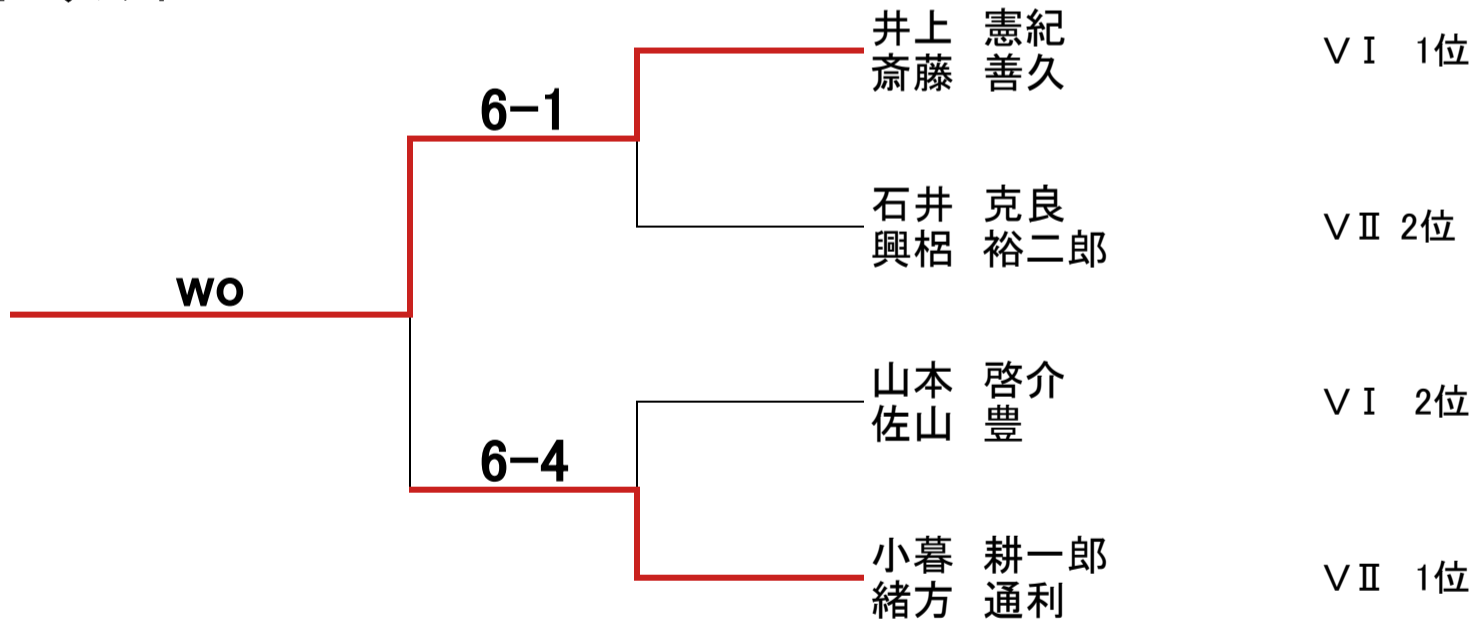 井上 憲紀 ⅤⅠ 1位
斎藤 善久
6-1
石井 克良 ⅤⅡ 2位
興梠 裕二郎
wo
山本 啓介 ⅤⅠ 2位
佐山 豊
6-4
小暮 耕一郎 ⅤⅡ 1位
緒方 通利